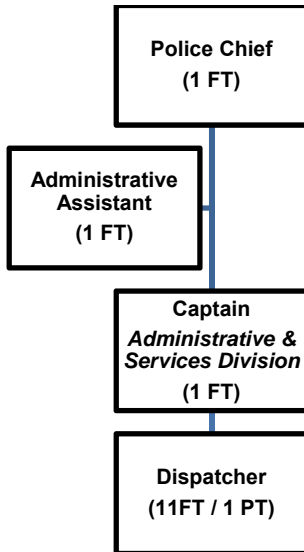 Police Chief
(1 FT)
Administrative
Assistant
(1 FT)
Captain
Administrative &
Services Division
(1 FT)
Dispatcher
(11FT / 1 PT)